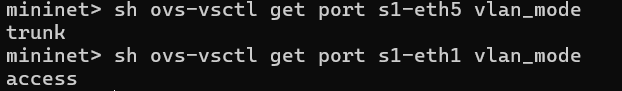 mininet> sh ovs-vsctl get port s1-eth5 vlan_mode
trunk
mininet> sh ovs-vsctl get port s1-eth1 vlan_mode
access